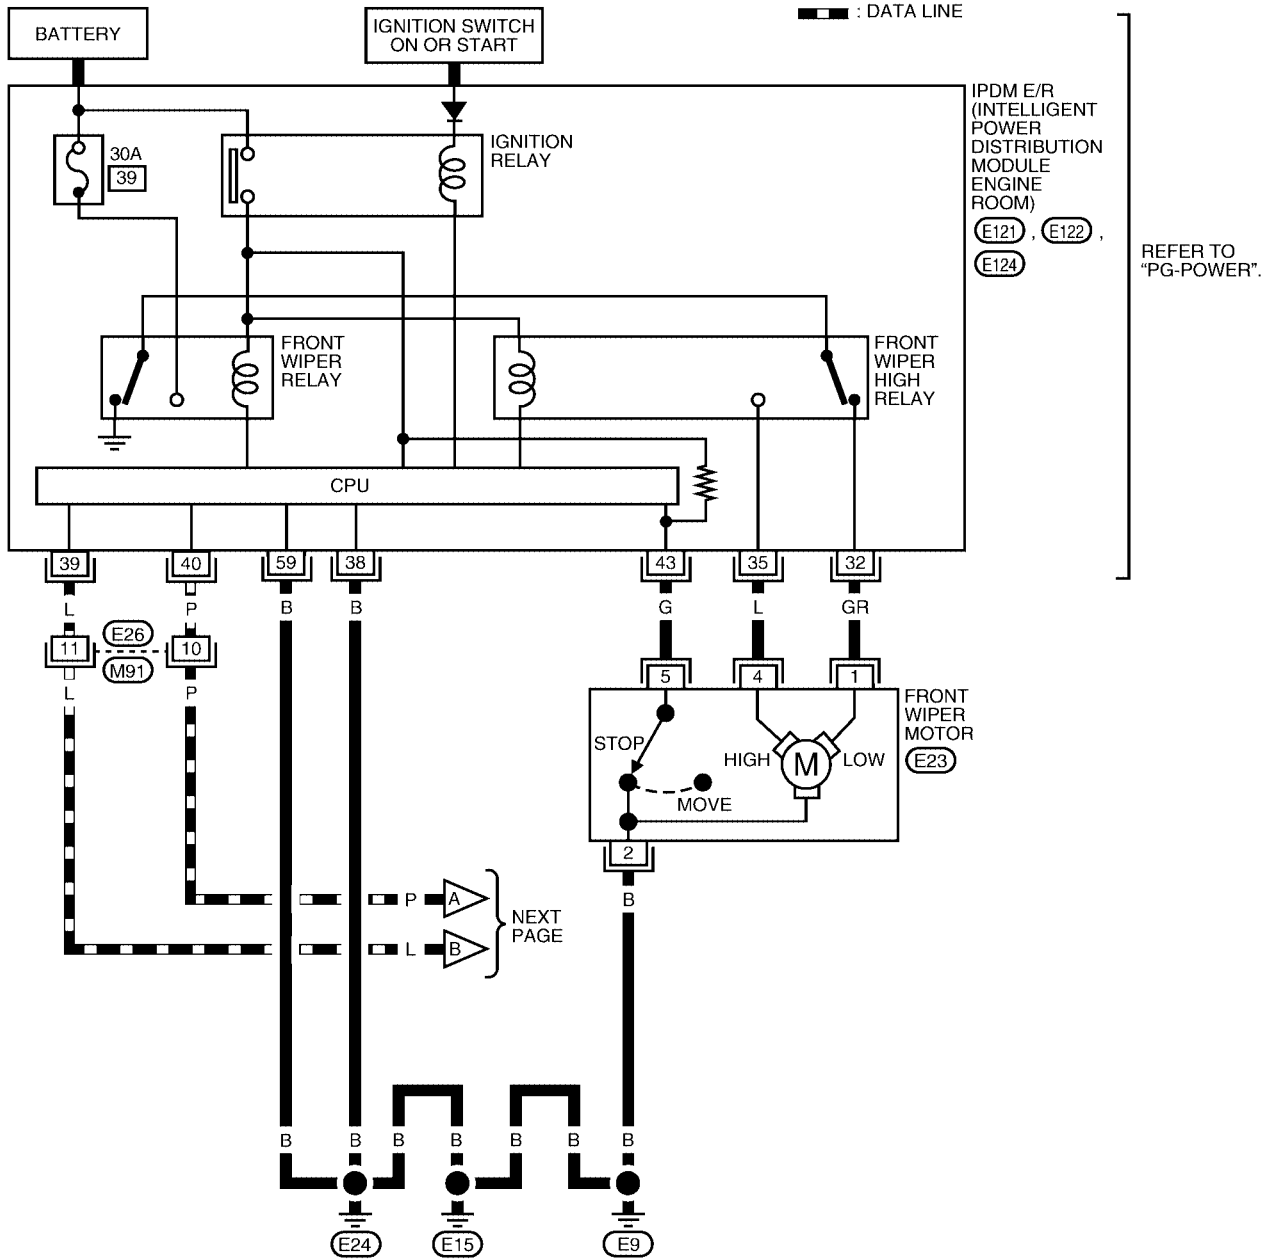 BATTERY
IGNITION SWITCH
ON OR START
: DATA LINE
IPDM E/R
(INTELLIGENT
POWER
DISTRIBUTION
MODULE
ENGINE
ROOM)
E121 , E122 ,
E124
REFER TO
“PG-POWER”.
30A
39
IGNITION
RELAY
FRONT
WIPER
RELAY
FRONT
WIPER
HIGH
RELAY
CPU
39 40 59 38 43 35 32
L P B B G L GR
11 E26 10
M91
L P
5 4 1
FRONT
WIPER
MOTOR
E23
STOP
HIGH M LOW
MOVE
2
B
P A
L B
NEXT
PAGE
B B B B B B B
E24 E15 E9